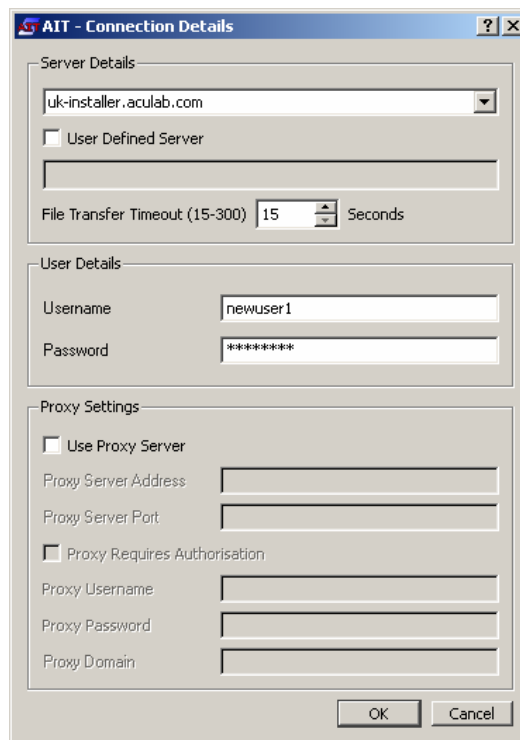 AIT - Connection Details
Server Details
uk-installer.aculab.com
User Defined Server
File Transfer Timeout (15-300) 15 Seconds
User Details
Username newuser1
Password ********
Proxy Settings
Use Proxy Server
Proxy Server Address
Proxy Server Port
Proxy Requires Authorisation
Proxy Username
Proxy Password
Proxy Domain
OK Cancel